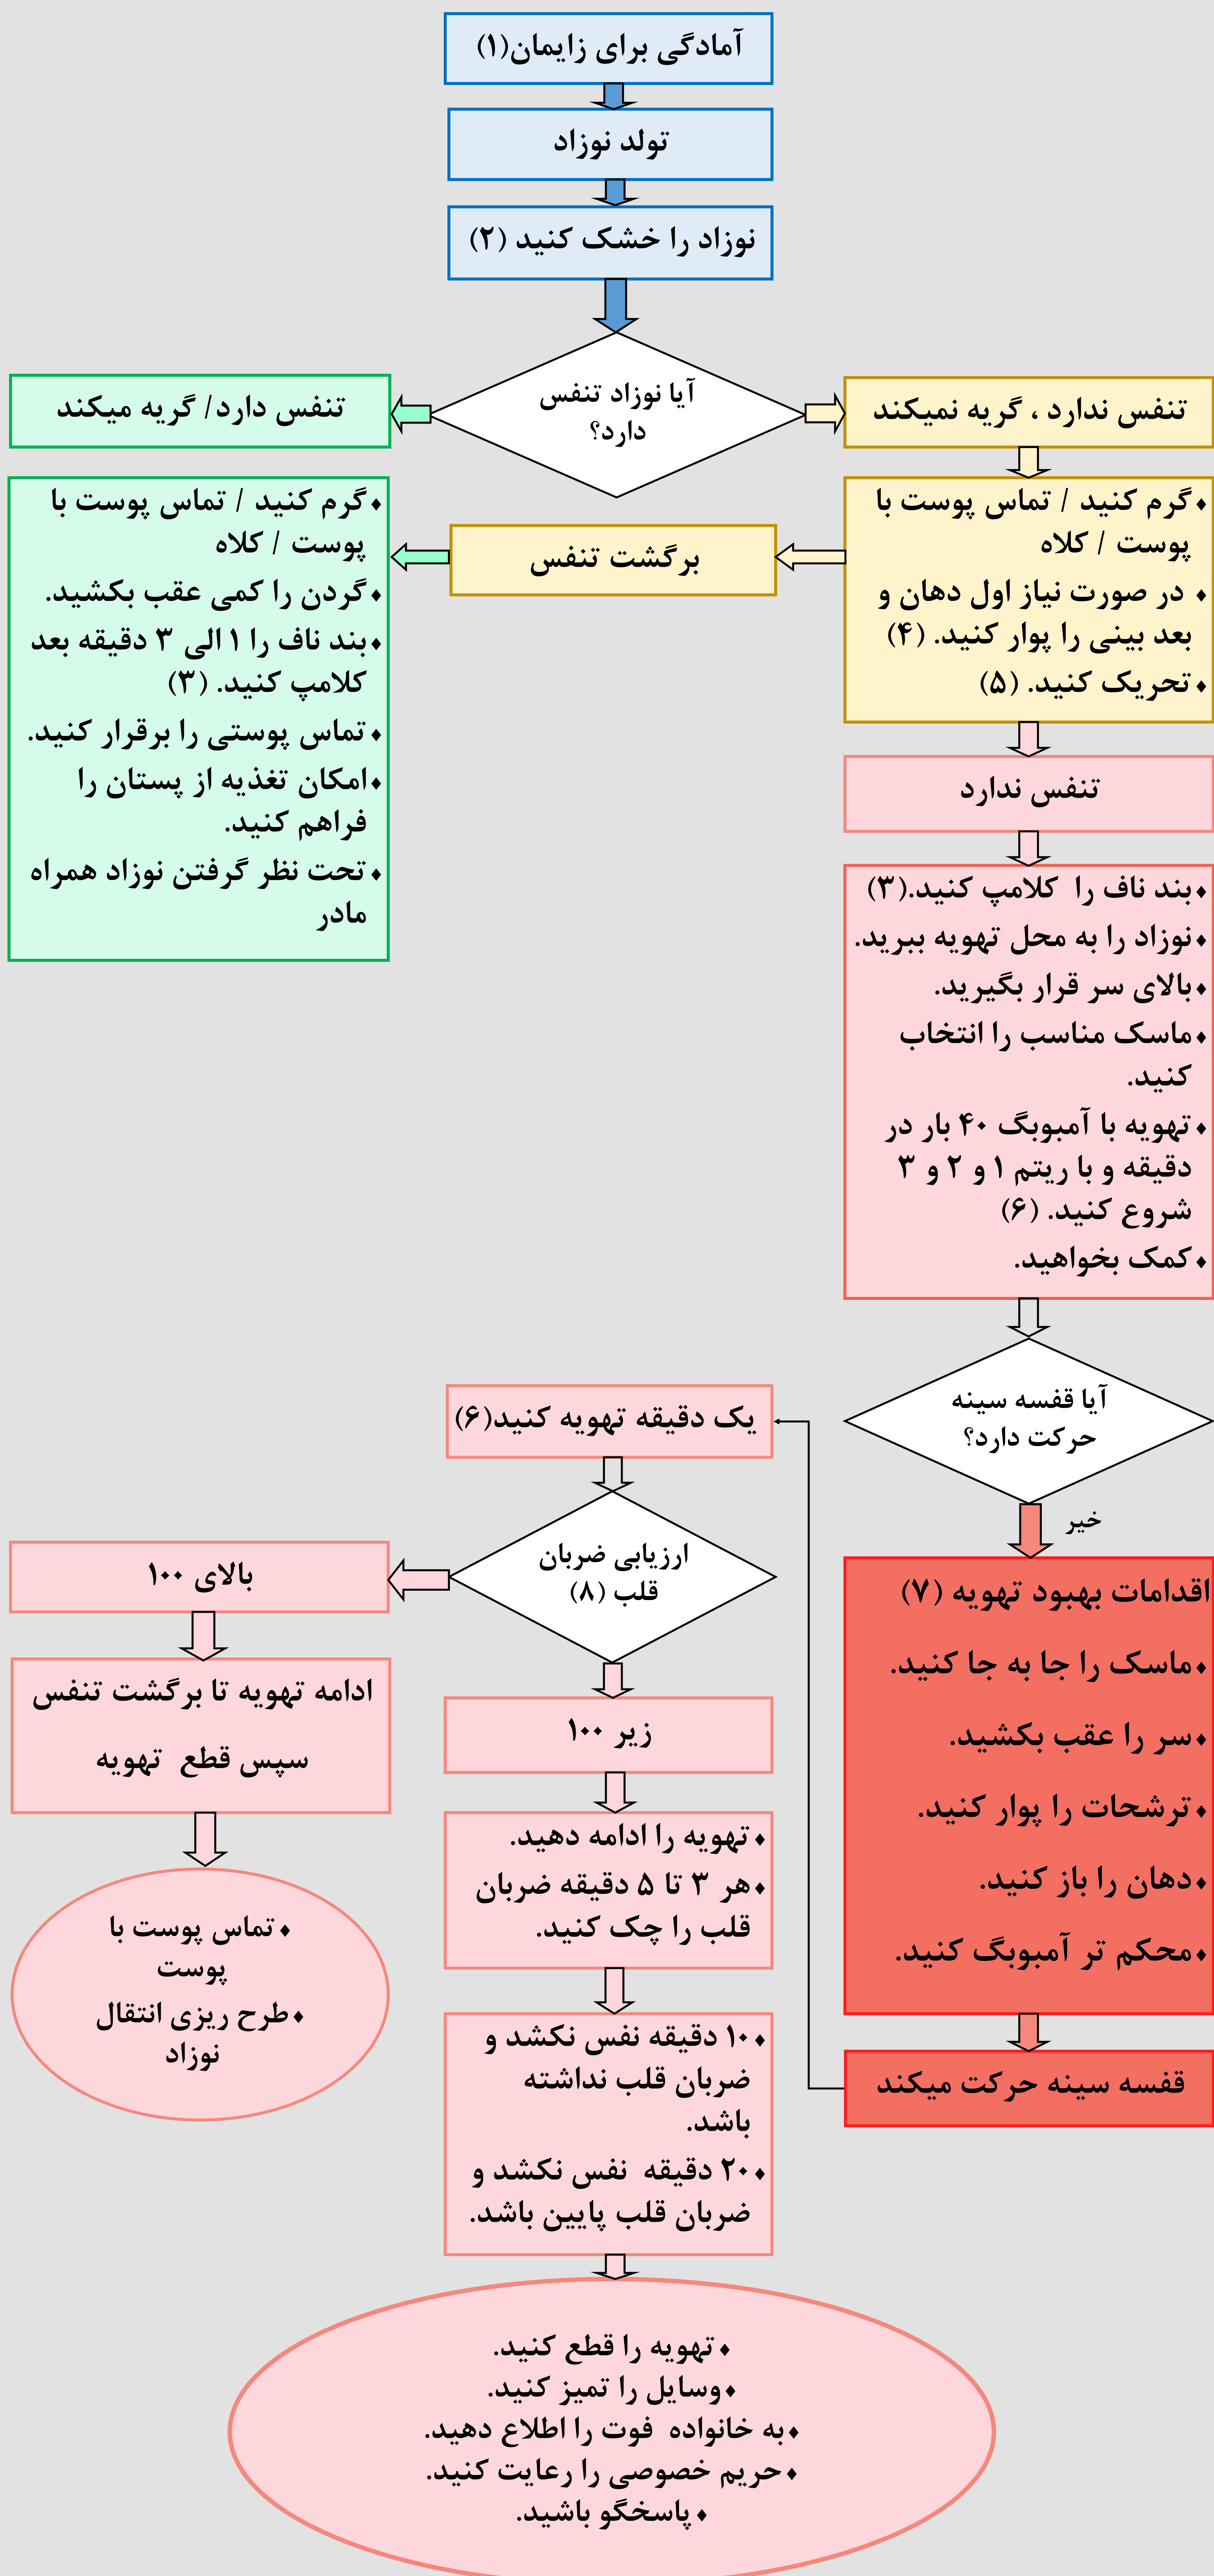 آمادگی برای زایمان(۱)
تولد نوزاد
نوزاد را خشک کنید (۲)
آیا نوزاد تنفس
دارد؟
تنفس ندارد ، گریه نمیکند
تنفس دارد/ گریه میکند
♦گرم کنید / تماس پوست با
پوست / کلاه
♦ در صورت نیاز اول دهان و
بعد بینی را پوار کنید. (۴)
♦تحریک کنید. (۵)
برگشت تنفس
♦گرم کنید / تماس پوست با
پوست / کلاه
♦گردن را کمی عقب بکشید.
♦بند ناف را ۱ الی ۳ دقیقه بعد
کلامپ کنید. (۳)
♦تماس پوستی را برقرار کنید.
♦امکان تغذیه از پستان را
فراهم کنید.
♦تحت نظر گرفتن نوزاد همراه
مادر
تنفس ندارد
♦بند ناف را کلامپ کنید.(۳)
♦نوزاد را به محل تهویه ببرید.
♦بالای سر قرار بگیرید.
♦ماسک مناسب را انتخاب
کنید.
♦تهویه با آمبوبگ ۴۰ بار در
دقیقه و با ریتم ۱ و ۲ و ۳
شروع کنید. (۶)
♦کمک بخواهید.
آیا قفسه سینه
حرکت دارد؟
خیر
اقدامات بهبود تهویه (۷)
♦ماسک را جا به جا کنید.
♦سر را عقب بکشید.
♦ترشحات را پوار کنید.
♦دهان را باز کنید.
♦محکم تر آمبوبگ کنید.
قفسه سینه حرکت میکند
یک دقیقه تهویه کنید(۶)
ارزیابی ضربان
قلب (۸)
بالای ۱۰۰
ادامه تهویه تا برگشت تنفس
سپس قطع تهویه
♦ تماس پوست با
پوست
♦طرح ریزی انتقال
نوزاد
زیر ۱۰۰
♦تهویه را ادامه دهید.
♦هر ۳ تا ۵ دقیقه ضربان
قلب را چک کنید.
♦۱۰ دقیقه نفس نکشد و
ضربان قلب نداشته
باشد.
♦۲۰ دقیقه نفس نکشد و
ضربان قلب پایین باشد.
♦تهویه را قطع کنید.
♦وسایل را تمیز کنید.
♦به خانواده فوت را اطلاع دهید.
♦حریم خصوصی را رعایت کنید.
♦پاسخگو باشید.